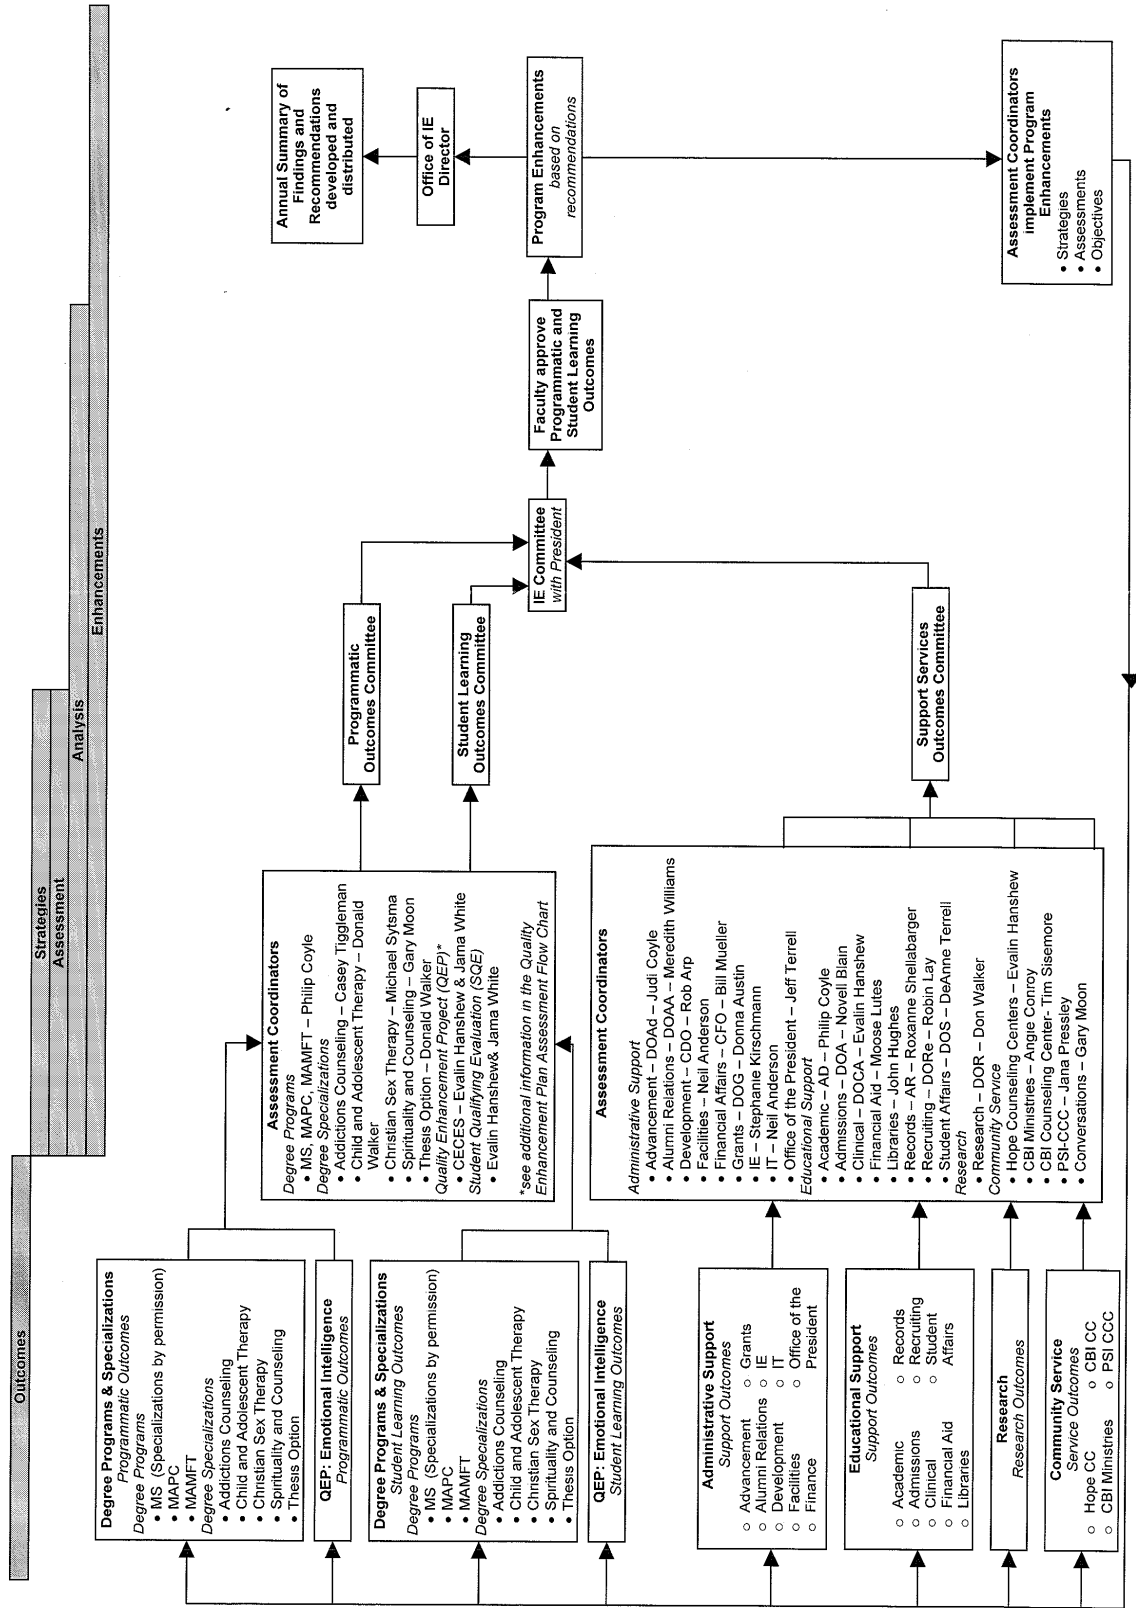 Outcomes
Strategies
Assessment
Analysis
Enhancements
Degree Programs & Specializations
Programmatic Outcomes
Degree Programs
• MS (Specializations by permission)
• MAPC
• MAMFT
Degree Specializations
• Addictions Counseling
• Child and Adolescent Therapy
• Christian Sex Therapy
• Spirituality and Counseling
• Thesis Option
QEP: Emotional Intelligence
Programmatic Outcomes
Degree Programs & Specializations
Student Learning Outcomes
Degree Programs
• MS (Specializations by permission)
• MAPC
• MAMFT
Degree Specializations
• Addictions Counseling
• Child and Adolescent Therapy
• Christian Sex Therapy
• Spirituality and Counseling
• Thesis Option
QEP: Emotional Intelligence
Student Learning Outcomes
Administrative Support
Support Outcomes
○ Advancement ○ Grants
○ Alumni Relations ○ IE
○ Development ○ IT
○ Facilities ○ Office of the
○ Finance President
Educational Support
Support Outcomes
○ Academic ○ Records
○ Admissions ○ Recruiting
○ Clinical ○ Student
○ Financial Aid Affairs
○ Libraries
Research
Research Outcomes
Community Service
Service Outcomes
○ Hope CC ○ CBI CC
○ CBI Ministries ○ PSI CCC
Assessment Coordinators
Degree Programs
• MS, MAPC, MAMFT – Philip Coyle
Degree Specializations
• Addictions Counseling – Casey Tiggleman
• Child and Adolescent Therapy – Donald
Walker
• Christian Sex Therapy – Michael Sytsma
• Spirituality and Counseling – Gary Moon
• Thesis Option – Donald Walker
Quality Enhancement Project (QEP)*
• CECES – Evalin Hanshew & Jama White
Student Qualifying Evaluation (SQE)
• Evalin Hanshew& Jama White
*see additional information in the Quality
Enhancement Plan Assessment Flow Chart
Assessment Coordinators
Administrative Support
• Advancement – DOAd – Judi Coyle
• Alumni Relations – DOAA – Meredith Williams
• Development – CDO – Rob Arp
• Facilities – Neil Anderson
• Financial Affairs – CFO – Bill Mueller
• Grants – DOG – Donna Austin
• IE – Stephanie Kirschmann
• IT – Neil Anderson
• Office of the President – Jeff Terrell
Educational Support
• Academic – AD – Philip Coyle
• Admissions – DOA – Novell Blain
• Clinical – DOCA – Evalin Hanshew
• Financial Aid – Moose Lutes
• Libraries – John Hughes
• Records – AR – Roxanne Shellabarger
• Recruiting – DORe – Robin Lay
• Student Affairs – DOS – DeAnne Terrell
Research
• Research – DOR – Don Walker
Community Service
• Hope Counseling Centers – Evalin Hanshew
• CBI Ministries – Angie Conroy
• CBI Counseling Center- Tim Sisemore
• PSI-CCC – Jana Pressley
• Conversations – Gary Moon
Programmatic
Outcomes Committee
Student Learning
Outcomes Committee
Support Services
Outcomes Committee
IE Committee
with President
Faculty approve
Programmatic and
Student Learning
Outcomes
Program Enhancements
based on
recommendations
Office of IE
Director
Annual Summary of
Findings and
Recommendations
developed and
distributed
Assessment Coordinators
implement Program
Enhancements
• Strategies
• Assessments
• Objectives